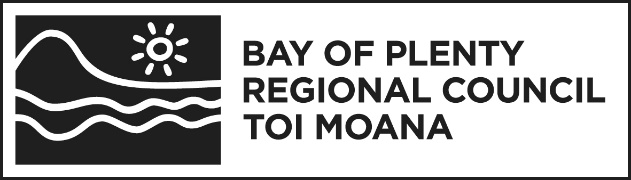 BAY OF PLENTY
REGIONAL COUNCIL
TOI MOANA